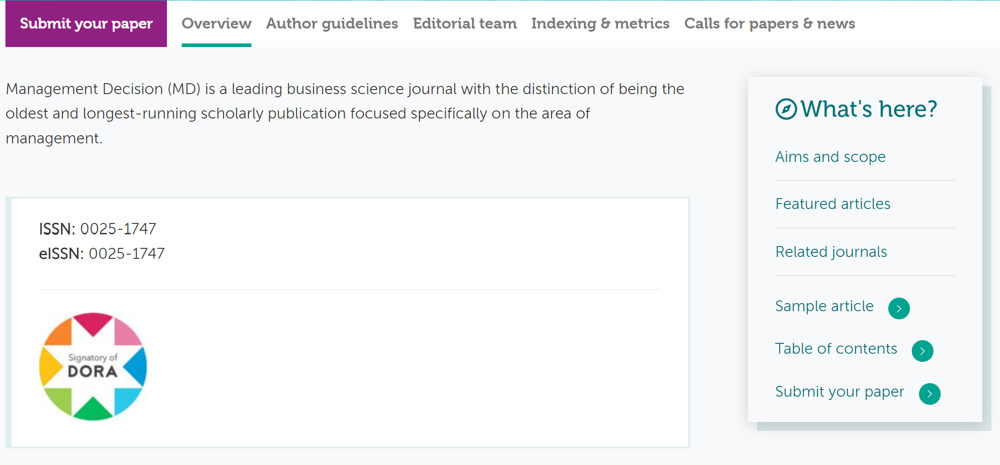 Submit your paper
Overview
Author guidelines
Editorial team
Indexing & metrics
Calls for papers & news
Management Decision (MD) is a leading business science journal with the distinction of being the
oldest and longest-running scholarly publication focused specifically on the area of
management.
ISSN: 0025-1747
eISSN: 0025-1747
Signatory of
DORA
What's here?
Aims and scope
Featured articles
Related journals
Sample article
Table of contents
Submit your paper